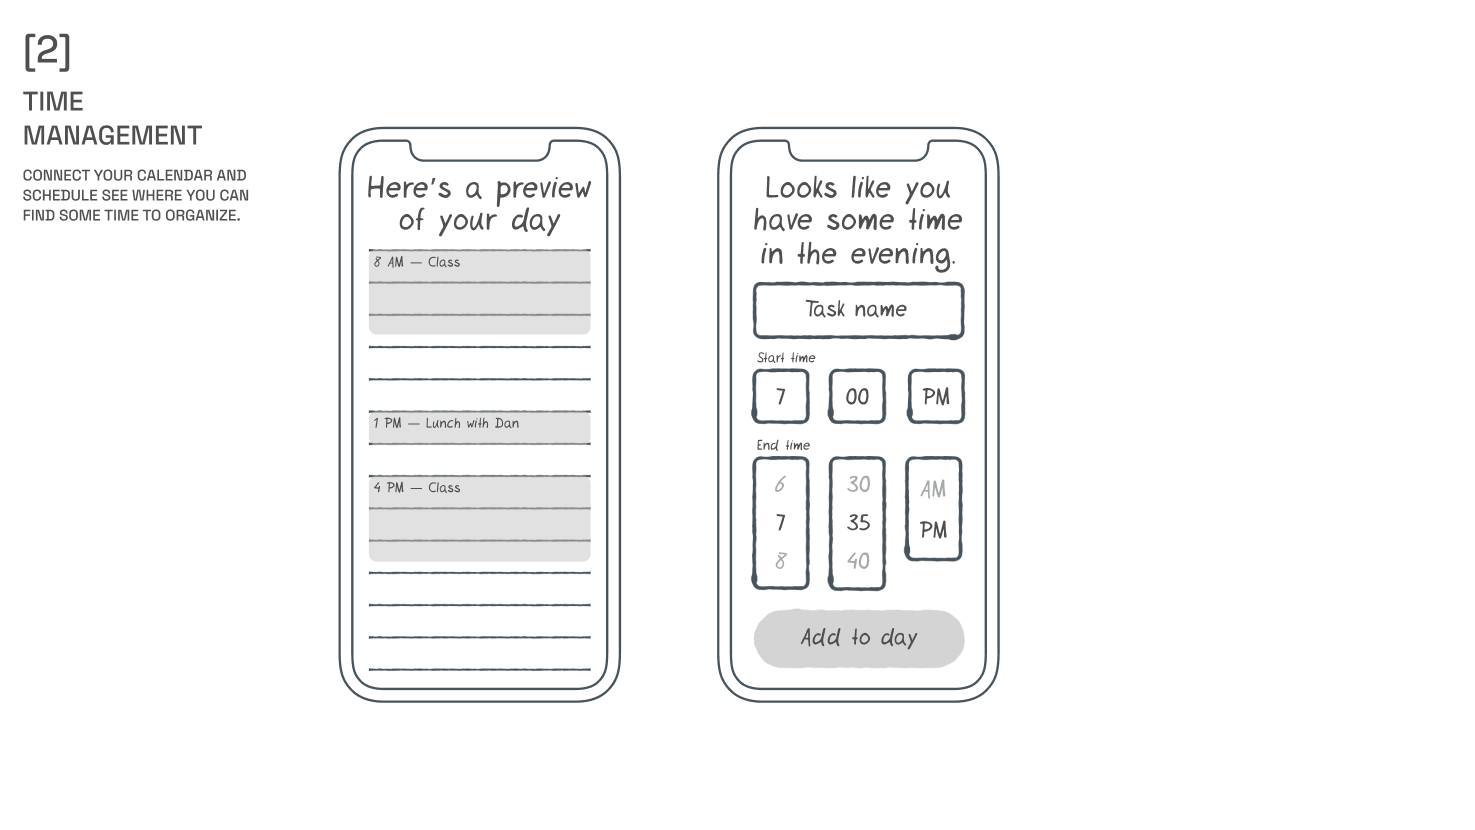 [2]
TIME
MANAGEMENT
CONNECT YOUR CALENDAR AND
SCHEDULE SEE WHERE YOU CAN
FIND SOME TIME TO ORGANIZE.
Here's a preview
of your day
8 AM — Class
1 PM — Lunch with Dan
4 PM — Class
Looks like you
have some time
in the evening.
Task name
Start time
7 00 PM
End time
6 30 AM
7 35 PM
8 40
Add to day